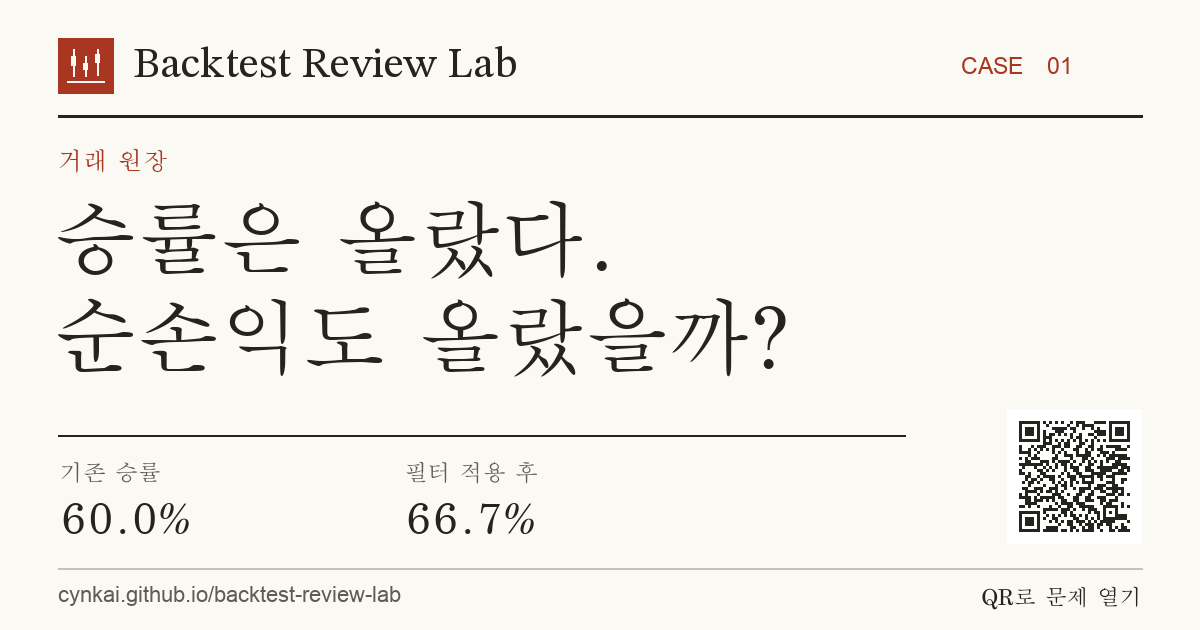 Backtest Review Lab
CASE 01
거래 원장
승률은 올랐다.
순손익도 올랐을까?
기존 승률
필터 적용 후
60.0%
66.7%
cynkai.github.io/backtest-review-lab
QR로 문제 열기